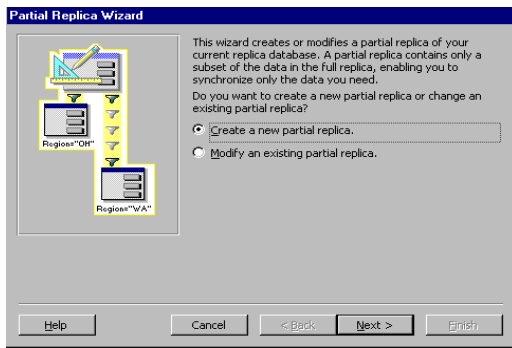 Partial Replica Wizard
This wizard creates or modifies a partial replica of your
current replica database. A partial replica contains only a
subset of the data in the full replica, enabling you to
synchronize only the data you need.
Do you want to create a new partial replica or change an
existing partial replica?
Create a new partial replica.
Modify an existing partial replica.
Region="OH"
Region="WA"
Help
Cancel
< Back
Next >
Finish